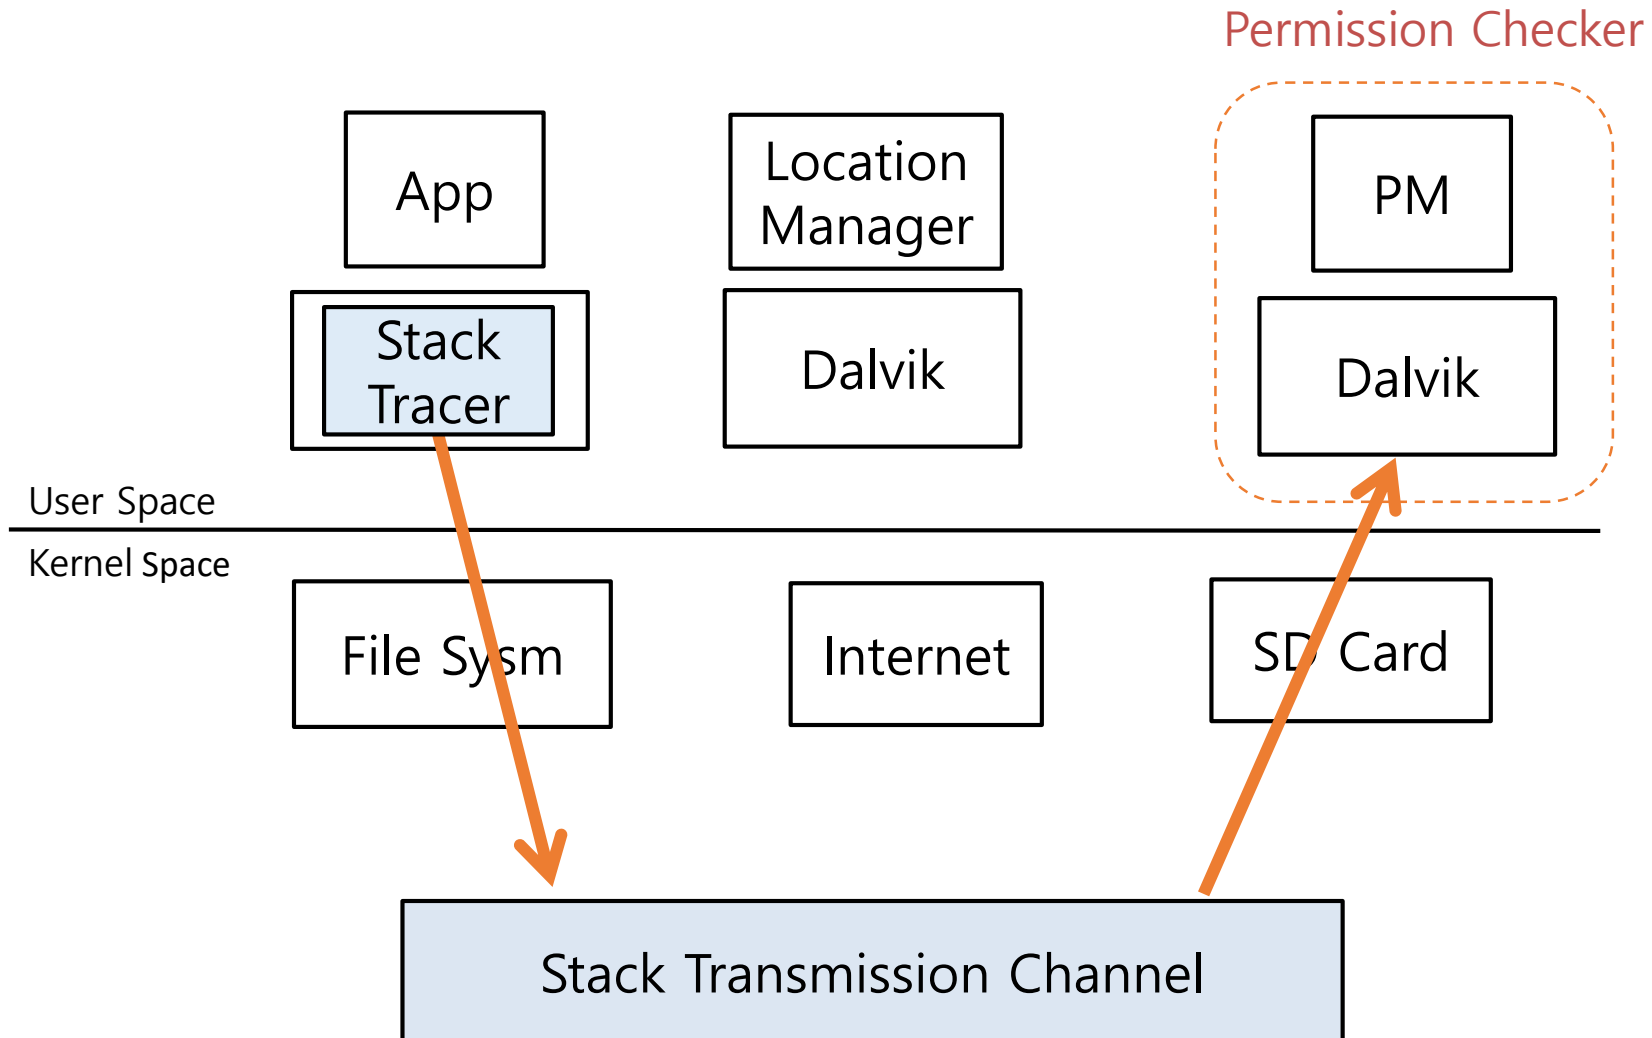 Permission Checker
App
Location
Manager
PM
Stack
Tracer
Dalvik
Dalvik
User Space
Kernel Space
File Sysm
Internet
SD Card
Stack Transmission Channel